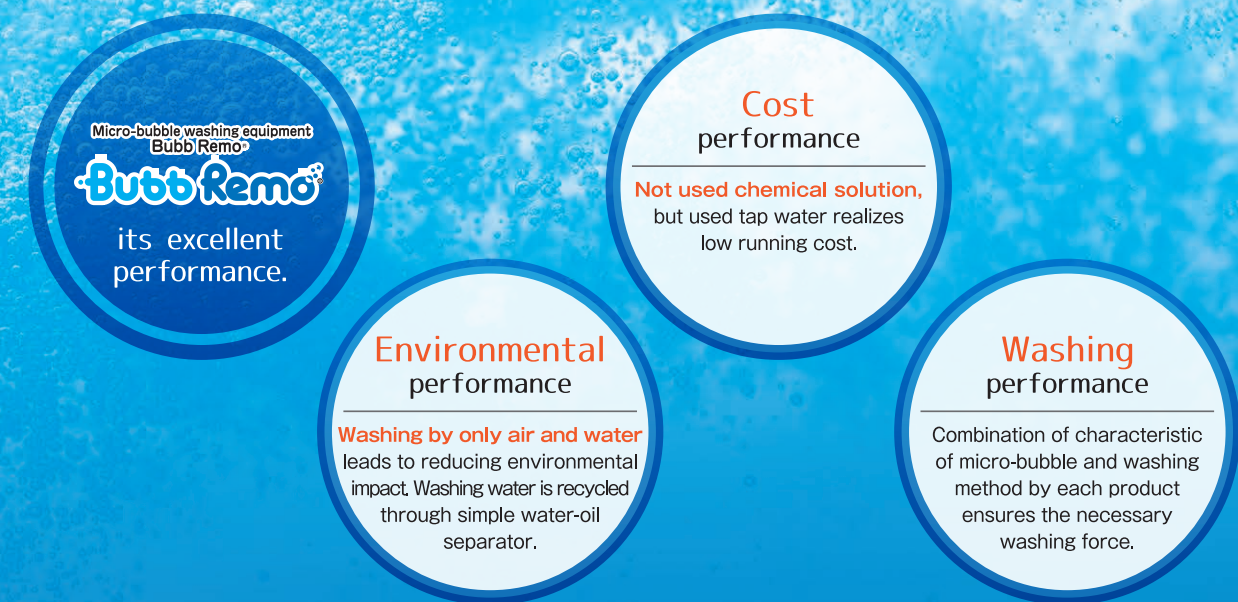 Micro-bubble washing equipment
Bubb Remo®
Bubb Remo®
its excellent
performance.
Cost
performance
Not used chemical solution,
but used tap water realizes
low running cost.
Environmental
performance
Washing by only air and water
leads to reducing environmental
impact. Washing water is recycled
through simple water-oil
separator.
Washing
performance
Combination of characteristic
of micro-bubble and washing
method by each product
ensures the necessary
washing force.